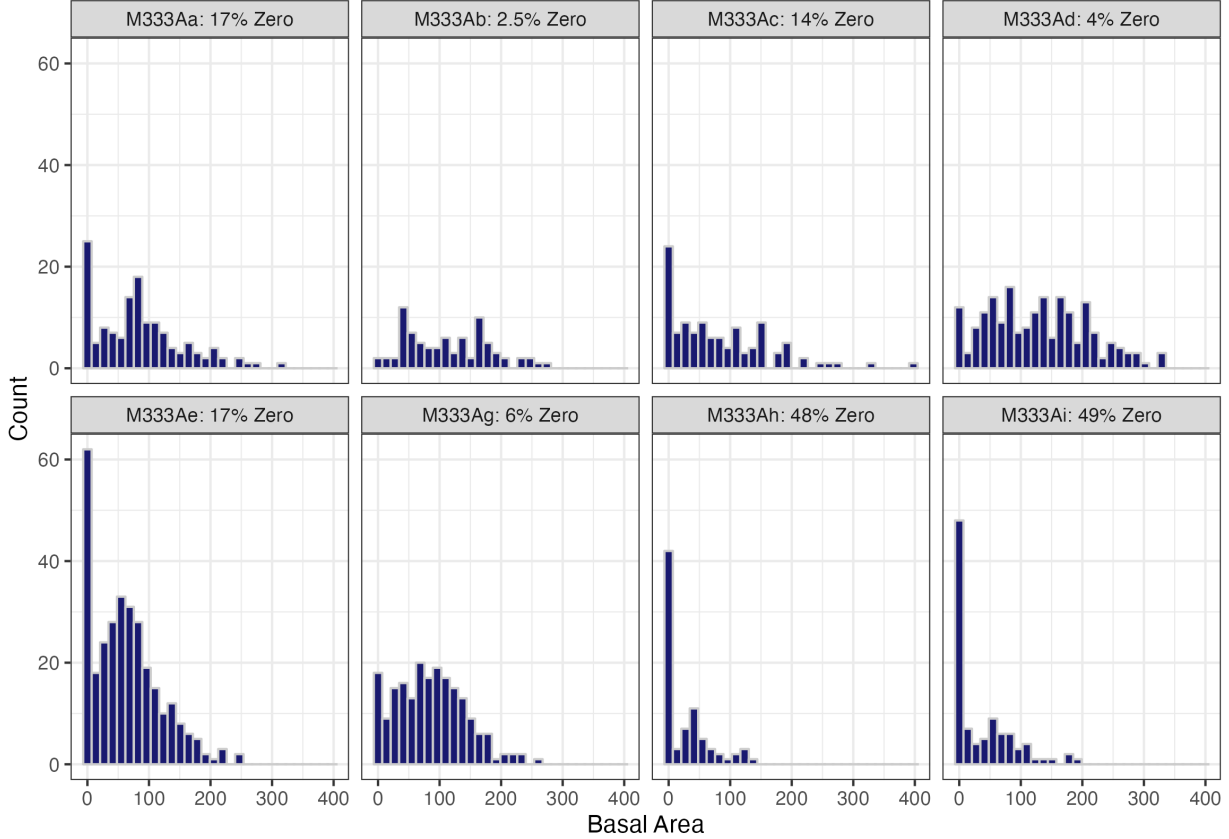 M333Aa: 17% Zero
M333Ab: 2.5% Zero
M333Ac: 14% Zero
M333Ad: 4% Zero
60
40
20
0
M333Ae: 17% Zero
M333Ag: 6% Zero
M333Ah: 48% Zero
M333Ai: 49% Zero
60
40
20
0
Count
0 100 200 300 400 0 100 200 300 400 0 100 200 300 400 0 100 200 300 400
Basal Area